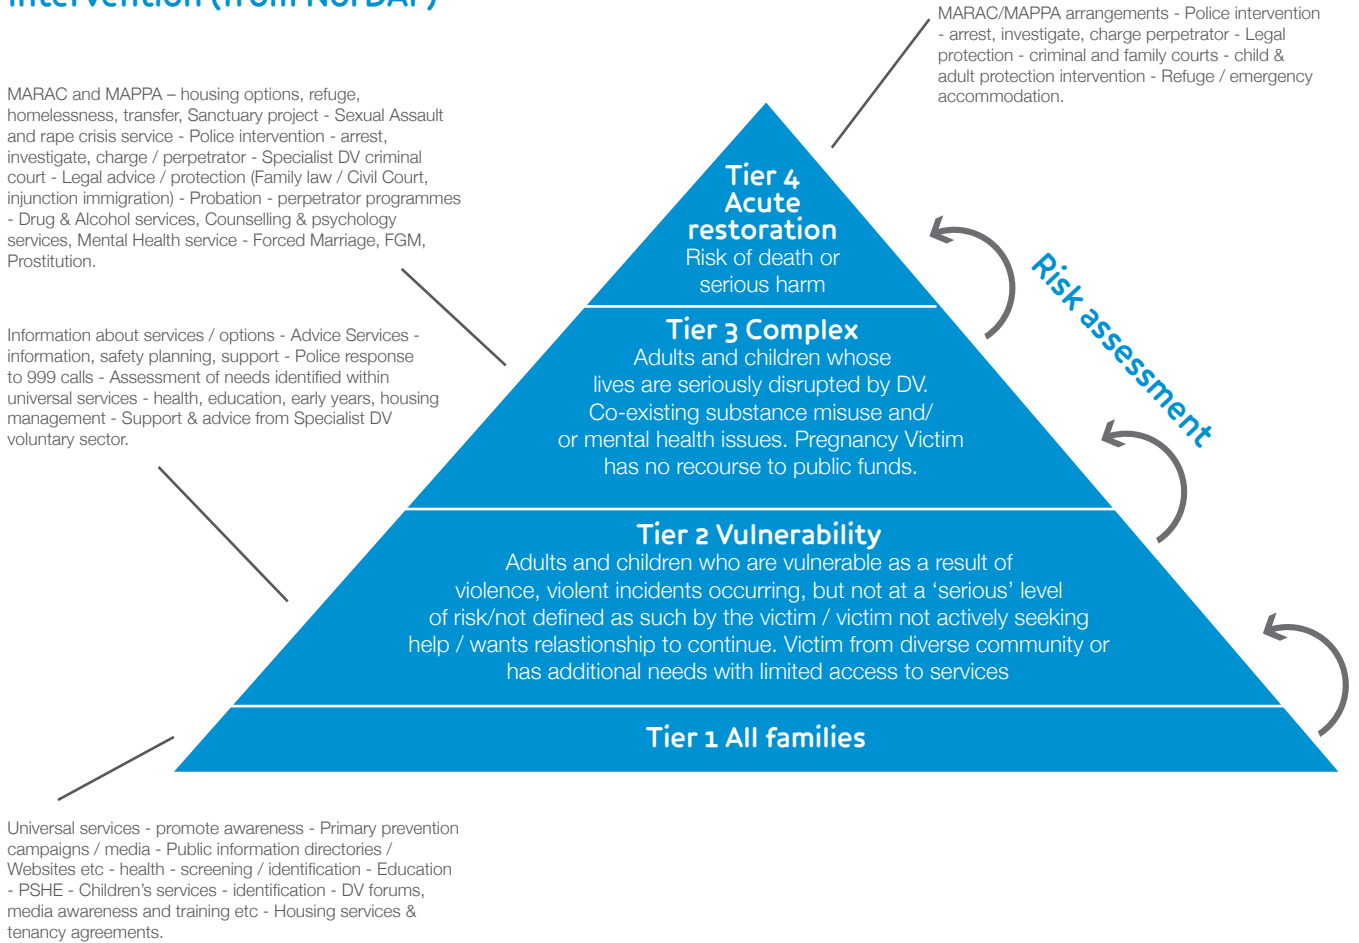 intervention (from NorDAF)
MARAC/MAPPA arrangements - Police intervention
- arrest, investigate, charge perpetrator - Legal
protection - criminal and family courts - child &
adult protection intervention - Refuge / emergency
accommodation.
MARAC and MAPPA – housing options, refuge,
homelessness, transfer, Sanctuary project - Sexual Assault
and rape crisis service - Police intervention - arrest,
investigate, charge / perpetrator - Specialist DV criminal
court - Legal advice / protection (Family law / Civil Court,
injunction immigration) - Probation - perpetrator programmes
- Drug & Alcohol services, Counselling & psychology
services, Mental Health service - Forced Marriage, FGM,
Prostitution.
Information about services / options - Advice Services -
information, safety planning, support - Police response
to 999 calls - Assessment of needs identified within
universal services - health, education, early years, housing
management - Support & advice from Specialist DV
voluntary sector.
Tier 4
Acute
restoration
Risk of death or
serious harm
Risk assessment
Tier 3 Complex
Adults and children whose
lives are seriously disrupted by DV.
Co-existing substance misuse and/
or mental health issues. Pregnancy Victim
has no recourse to public funds.
Tier 2 Vulnerability
Adults and children who are vulnerable as a result of
violence, violent incidents occurring, but not at a ‘serious’ level
of risk/not defined as such by the victim / victim not actively seeking
help / wants relastionship to continue. Victim from diverse community or
has additional needs with limited access to services
Tier 1 All families
Universal services - promote awareness - Primary prevention
campaigns / media - Public information directories /
Websites etc - health - screening / identification - Education
- PSHE - Children’s services - identification - DV forums,
media awareness and training etc - Housing services &
tenancy agreements.